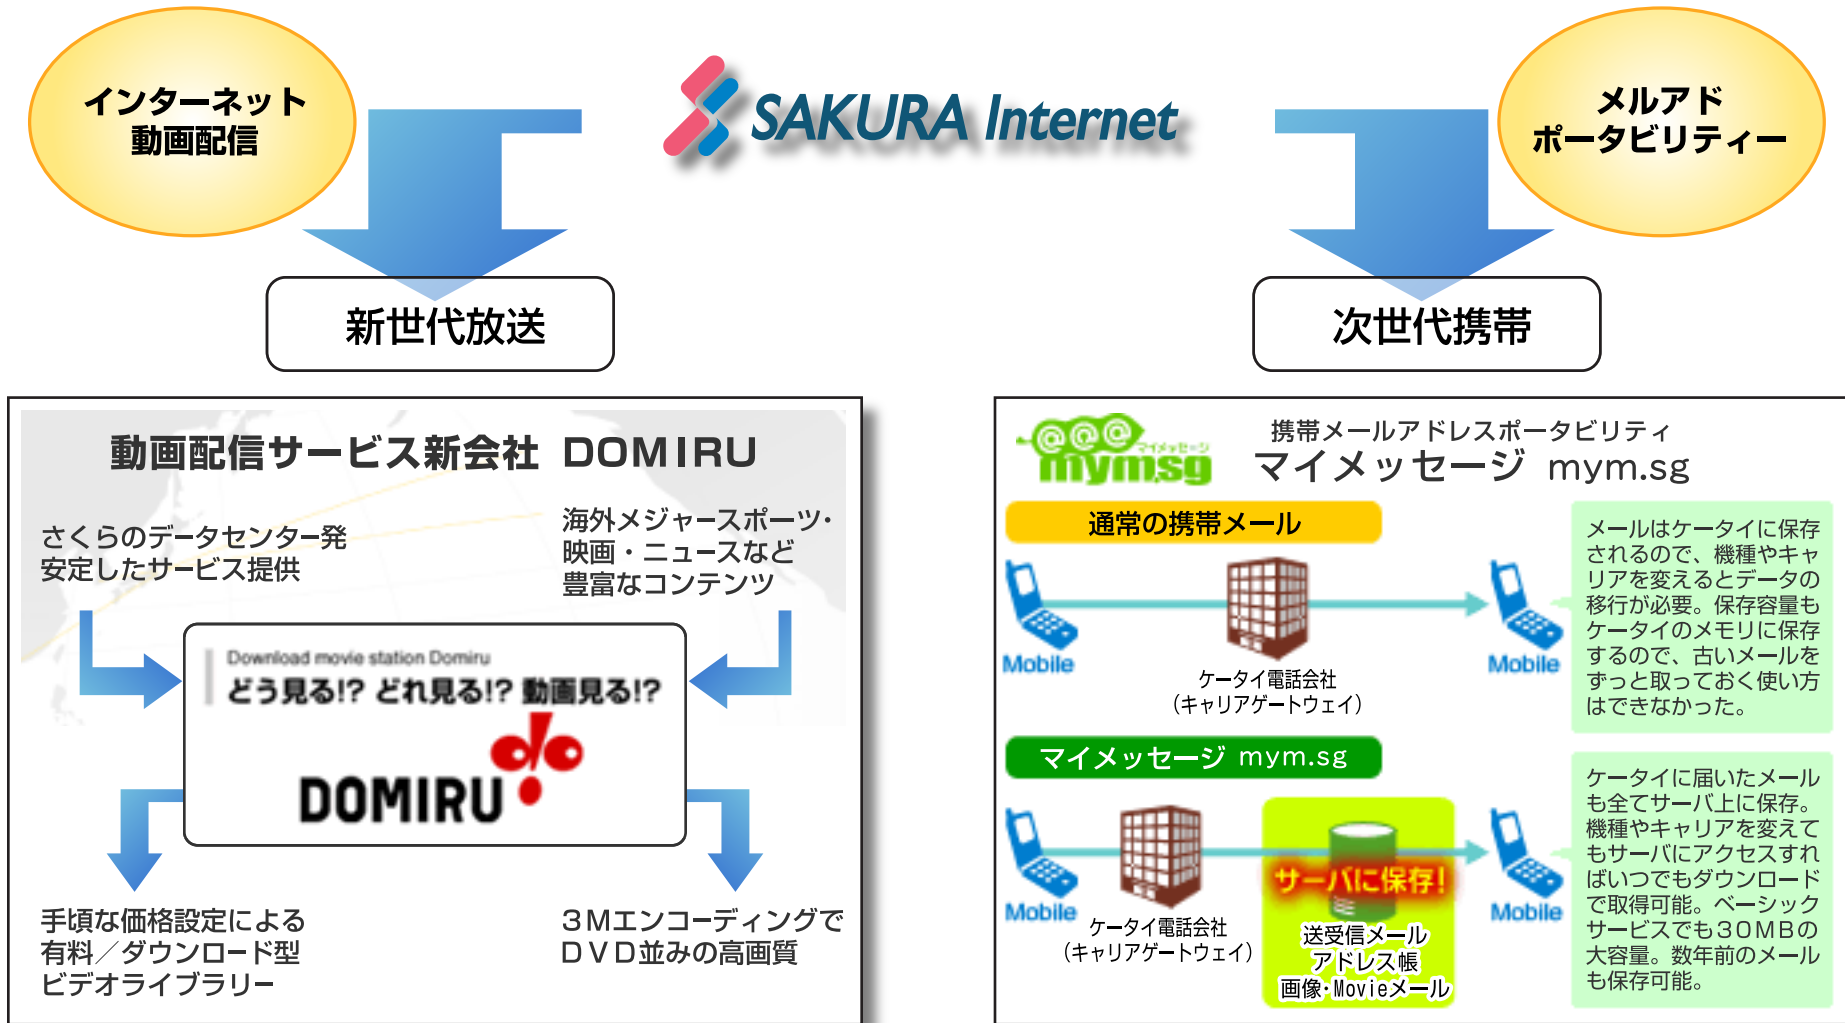 インターネット
動画配信
SAKURA Internet
メルアド
ポータビリティー
新世代放送
次世代携帯
動画配信サービス新会社 DOMIRU
さくらのデータセンター発
安定したサービス提供
海外メジャースポーツ・
映画・ニュースなど
豊富なコンテンツ
Download movie station Domiru
どう見る!? どれ見る!? 動画見る!?
DOMIRU
手頃な価格設定による
有料／ダウンロード型
ビデオライブラリー
3Mエンコーディングで
DVD並みの高画質
@@@
マイメッセージ
mym.sg
携帯メールアドレスポータビリティ
マイメッセージ mym.sg
通常の携帯メール
Mobile
ケータイ電話会社
（キャリアゲートウェイ）
Mobile
メールはケータイに保存
されるので、機種やキャ
リアを変えるとデータの
移行が必要。保存容量も
ケータイのメモリに保存
するので、古いメールを
ずっと取っておく使い方
はできなかった。
マイメッセージ mym.sg
Mobile
ケータイ電話会社
（キャリアゲートウェイ）
サーバに保存!
送受信メール
アドレス帳
画像・Movieメール
Mobile
ケータイに届いたメール
も全てサーバ上に保存。
機種やキャリアを変えて
もサーバにアクセスすれ
ばいつでもダウンロード
で取得可能。ベーシック
サービスでも30MBの
大容量。数年前のメール
も保存可能。